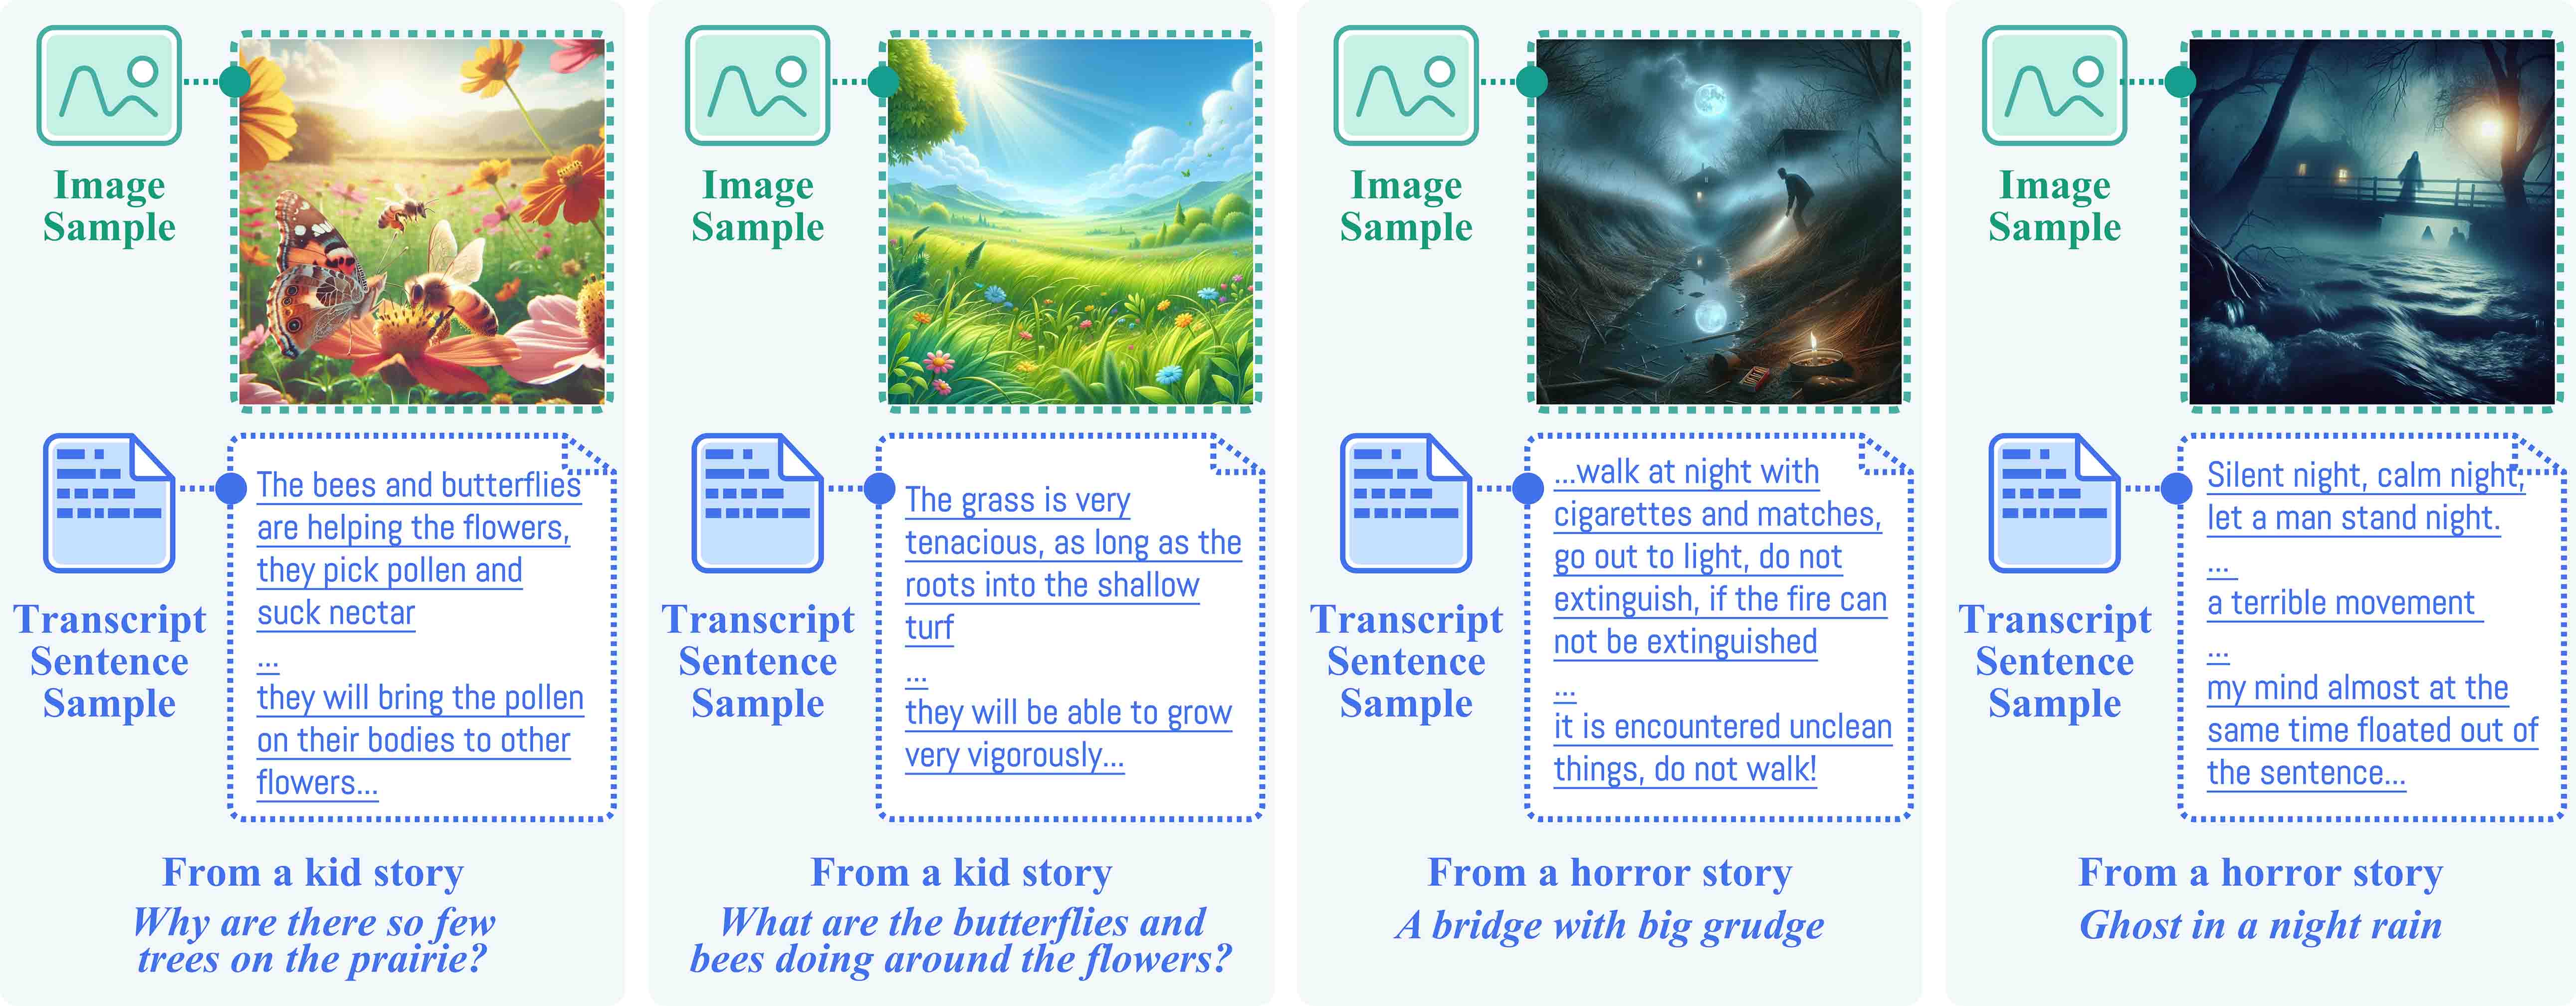 Image
Sample
The bees and butterflies
are helping the flowers,
they pick pollen and
suck nectar
...
they will bring the pollen
on their bodies to other
flowers...
Transcript
Sentence
Sample
From a kid story
Why are there so few
trees on the prairie?
Image
Sample
The grass is very
tenacious, as long as the
roots into the shallow
turf
...
they will be able to grow
very vigorously...
Transcript
Sentence
Sample
From a kid story
What are the butterflies and
bees doing around the flowers?
Image
Sample
...walk at night with
cigarettes and matches,
go out to light, do not
extinguish, if the fire can
not be extinguished
...
it is encountered unclean
things, do not walk!
Transcript
Sentence
Sample
From a horror story
A bridge with big grudge
Image
Sample
Silent night, calm night,
let a man stand night.
...
a terrible movement
...
my mind almost at the
same time floated out of
the sentence...
Transcript
Sentence
Sample
From a horror story
Ghost in a night rain